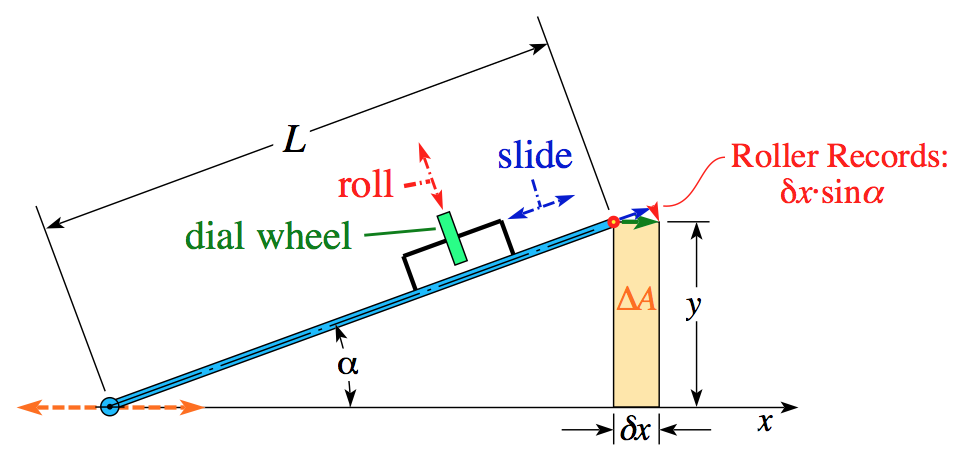 L
slide
Roller Records:
δx·sinα
roll
dial wheel
ΔA
y
α
x
δx